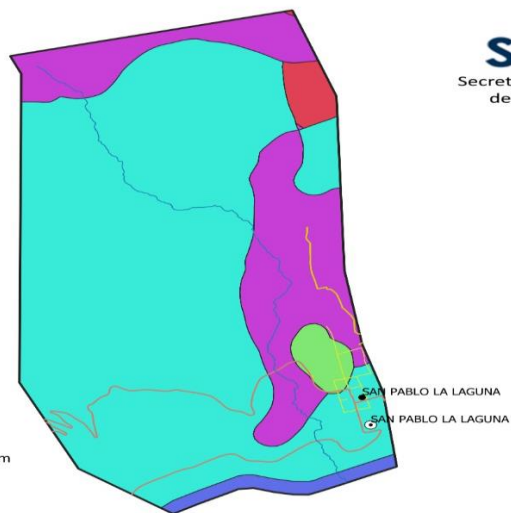 S
Secret
de
SAN PABLO LA LAGUNA
SAN PABLO LA LAGUNA
m